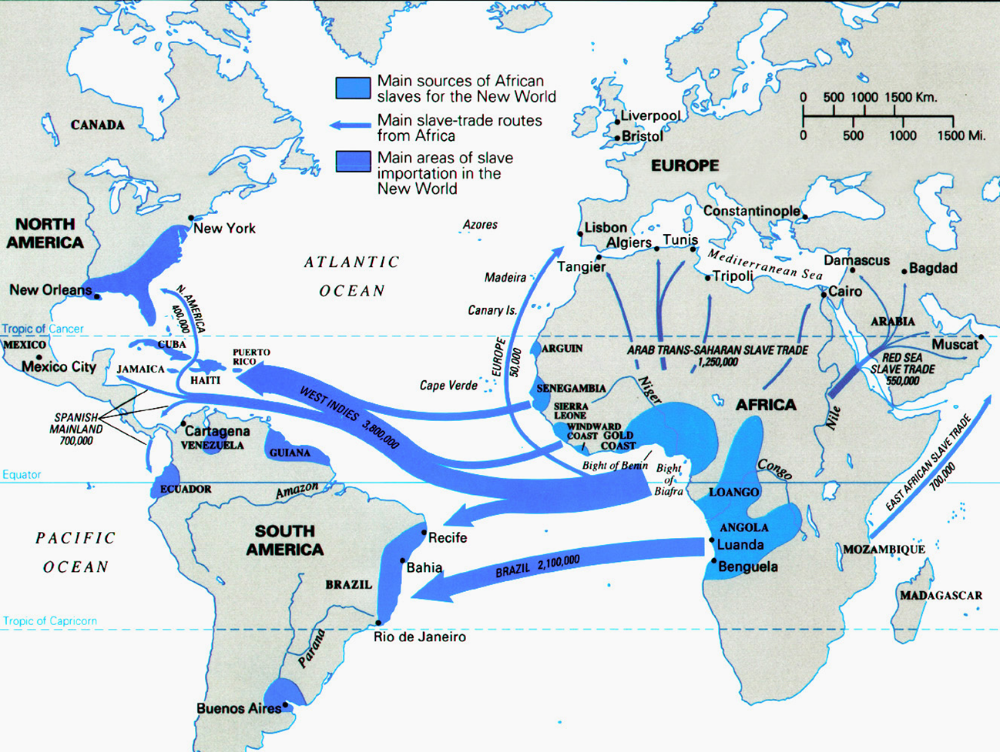 Main sources of African
slaves for the New World
Main slave-trade routes
from Africa
Main areas of slave
importation in the
New World
0 500 1000 1500 Km.
0 500 1000 1500 Mi.
CANADA
Liverpool
Bristol
EUROPE
NORTH
AMERICA
New York
Azores
Lisbon
Constantinople
Algiers
Tunis
Mediterranean Sea
ATLANTIC
OCEAN
Madeira
Tangier
Tripoli
Damascus
Bagdad
New Orleans
N. AMERICA
400,000
Canary Is.
Cairo
Tropic of Cancer
MEXICO
Mexico City
CUBA
PUERTO
RICO
JAMAICA
HAITI
EUROPE
50,000
ARGUIN
ARAB TRANS-SAHARAN SLAVE TRADE
1,250,000
ARABIA
Muscat
RED SEA
SLAVE TRADE
550,000
Cape Verde
SENEGAMBIA
Niger
AFRICA
Nile
WEST INDIES 3,800,000
SIERRA
LEONE
WINDWARD
COAST
GOLD
COAST
SPANISH
MAINLAND
700,000
Cartagena
VENEZUELA
GUIANA
Bight of Benin
Bight
of
Biafra
Congo
EAST AFRICAN SLAVE TRADE
700,000
Equator
ECUADOR
Amazon
LOANGO
PACIFIC
OCEAN
SOUTH
AMERICA
Recife
ANGOLA
Luanda
MOZAMBIQUE
Bahia
BRAZIL 2,100,000
Benguela
BRAZIL
MADAGASCAR
Tropic of Capricorn
Rio de Janeiro
Parana
Buenos Aires